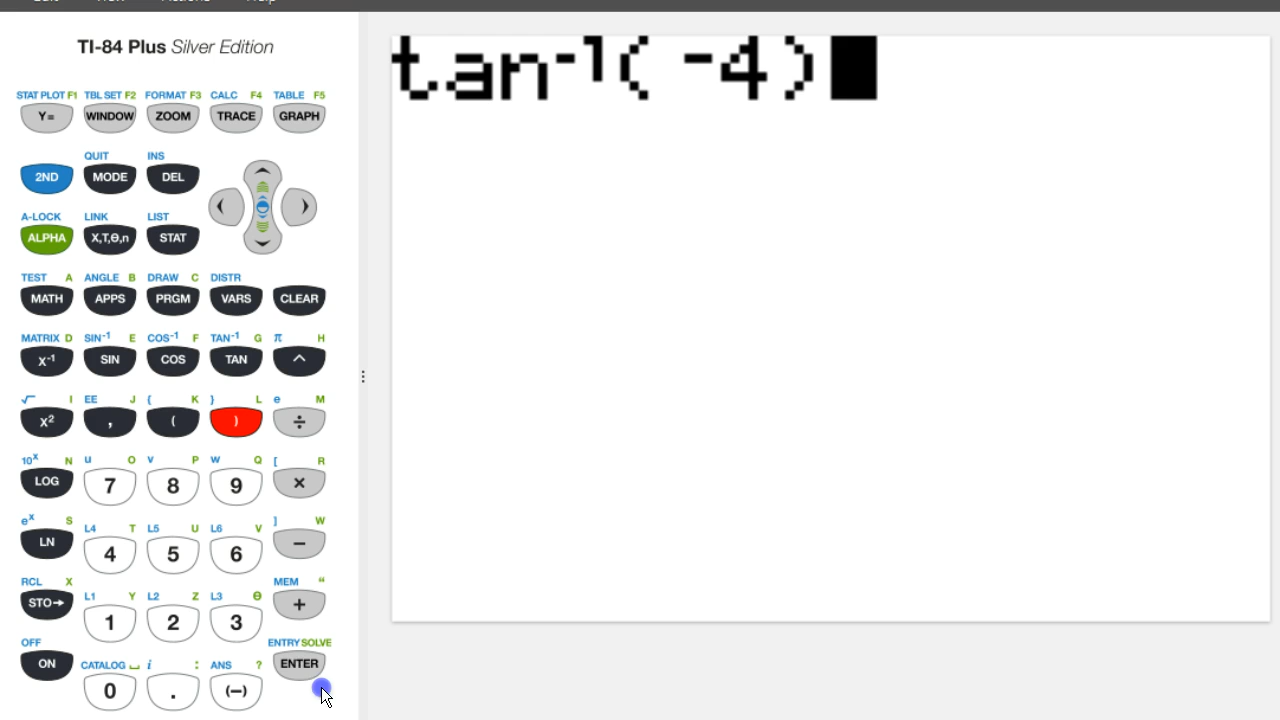 TI-84 Plus Silver Edition
tan⁻¹( -4)
STAT PLOT F1 TBL SET F2 FORMAT F3 CALC F4 TABLE F5
Y= WINDOW ZOOM TRACE GRAPH
QUIT INS
2ND MODE DEL
A-LOCK LINK LIST
ALPHA X,T,Θ,n STAT
TEST A ANGLE B DRAW C DISTR
MATH APPS PRGM VARS CLEAR
MATRIX D SIN⁻¹ E COS⁻¹ F TAN⁻¹ G π H
X⁻¹ SIN COS TAN ^
√ I EE J { K } L e M
X² , ( ) ÷
10ˣ N u O v P w Q [ R
LOG 7 8 9 ×
eˣ S L4 T L5 U L6 V ] W
LN 4 5 6 −
RCL X L1 Y L2 Z L3 Θ MEM “
STO→ 1 2 3 +
OFF CATALOG ⎵ i : ANS ? ENTRY SOLVE
ON 0 . (−) ENTER